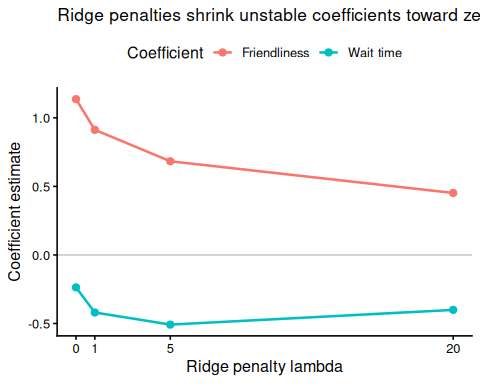 Ridge penalties shrink unstable coefficients toward ze
Coefficient Friendliness Wait time
Coefficient estimate
1.0
0.5
0.0
-0.5
0 1 5 20
Ridge penalty lambda